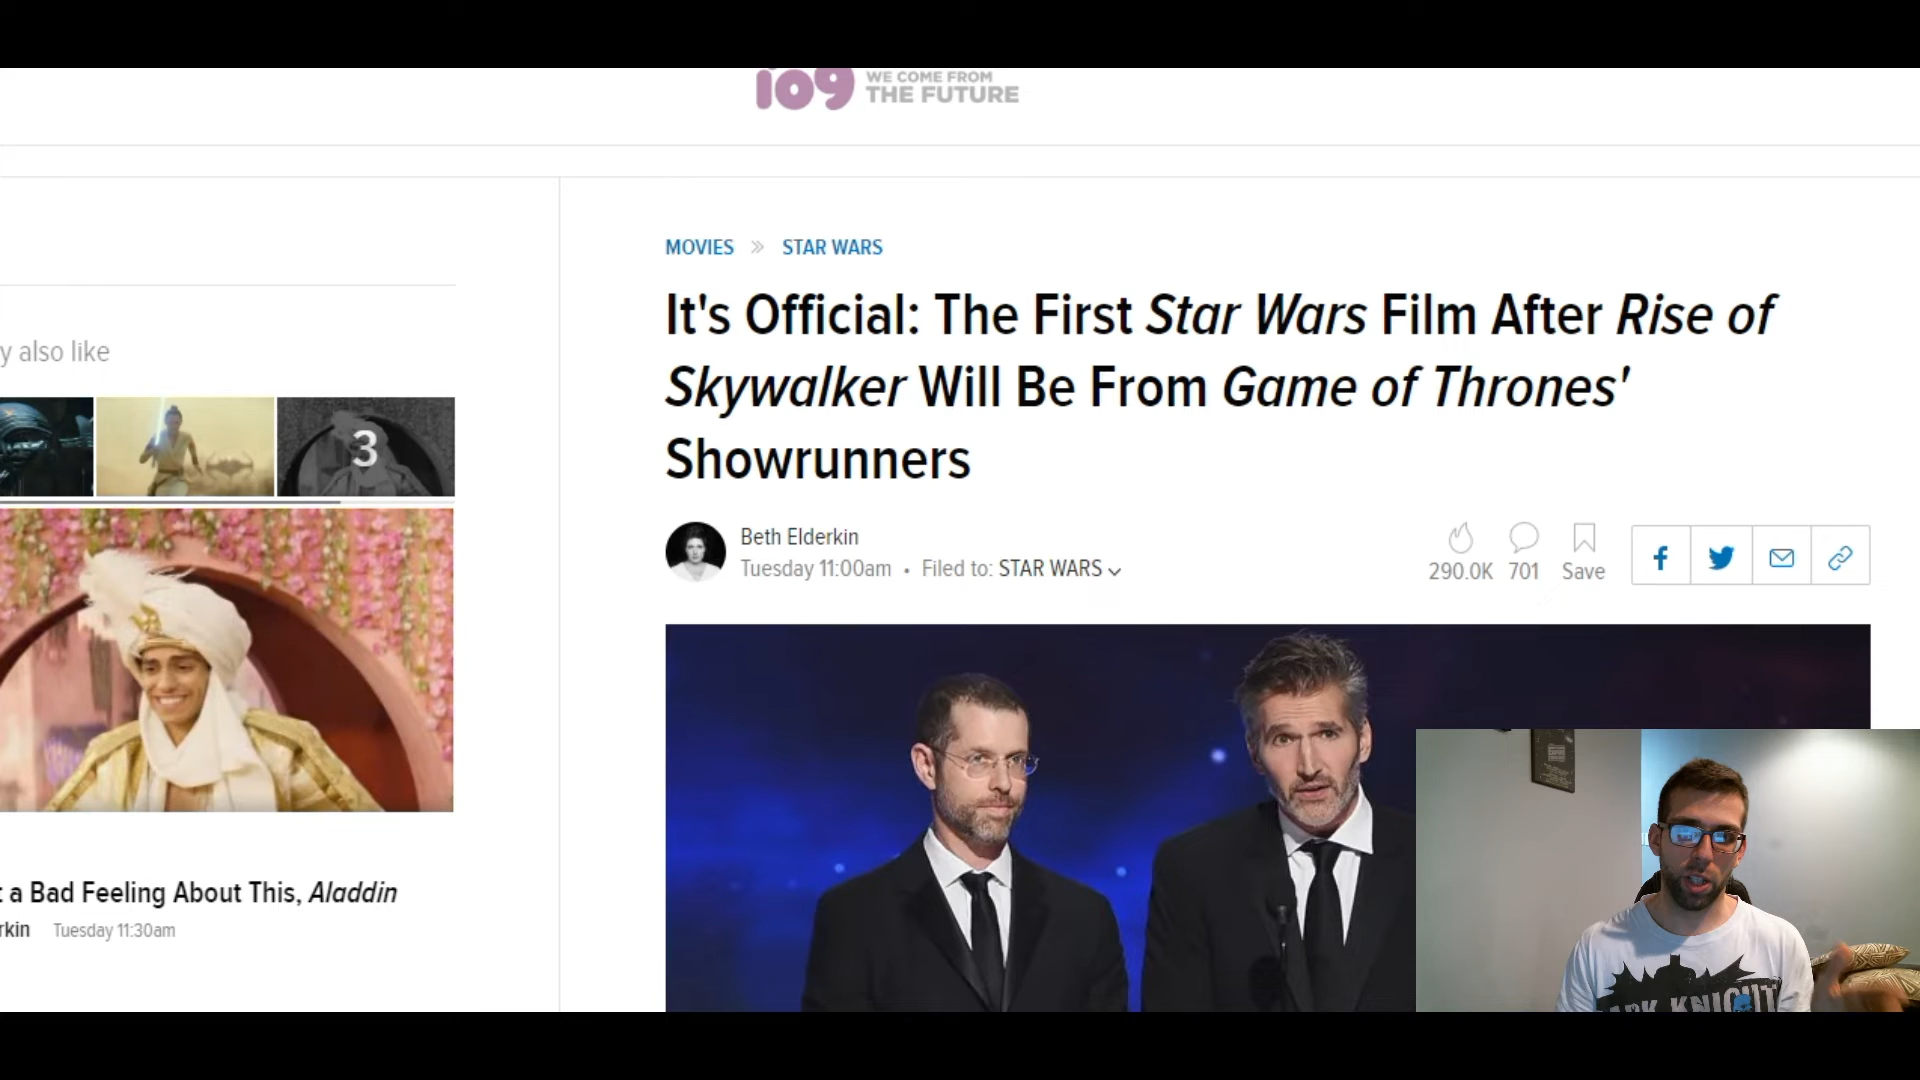 io9 WE COME FROM
THE FUTURE
MOVIES » STAR WARS
It's Official: The First Star Wars Film After Rise of
Skywalker Will Be From Game of Thrones'
Showrunners
Beth Elderkin
Tuesday 11:00am • Filed to: STAR WARS
290.0K 701 Save
y also like
3
a Bad Feeling About This, Aladdin
rkin Tuesday 11:30am
KNIGHT